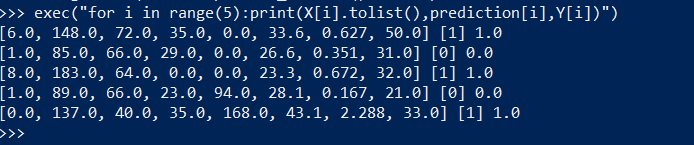 >>> exec("for i in range(5):print(X[i].tolist(),prediction[i],Y[i])")
[6.0, 148.0, 72.0, 35.0, 0.0, 33.6, 0.627, 50.0] [1] 1.0
[1.0, 85.0, 66.0, 29.0, 0.0, 26.6, 0.351, 31.0] [0] 0.0
[8.0, 183.0, 64.0, 0.0, 0.0, 23.3, 0.672, 32.0] [1] 1.0
[1.0, 89.0, 66.0, 23.0, 94.0, 28.1, 0.167, 21.0] [0] 0.0
[0.0, 137.0, 40.0, 35.0, 168.0, 43.1, 2.288, 33.0] [1] 1.0
>>>